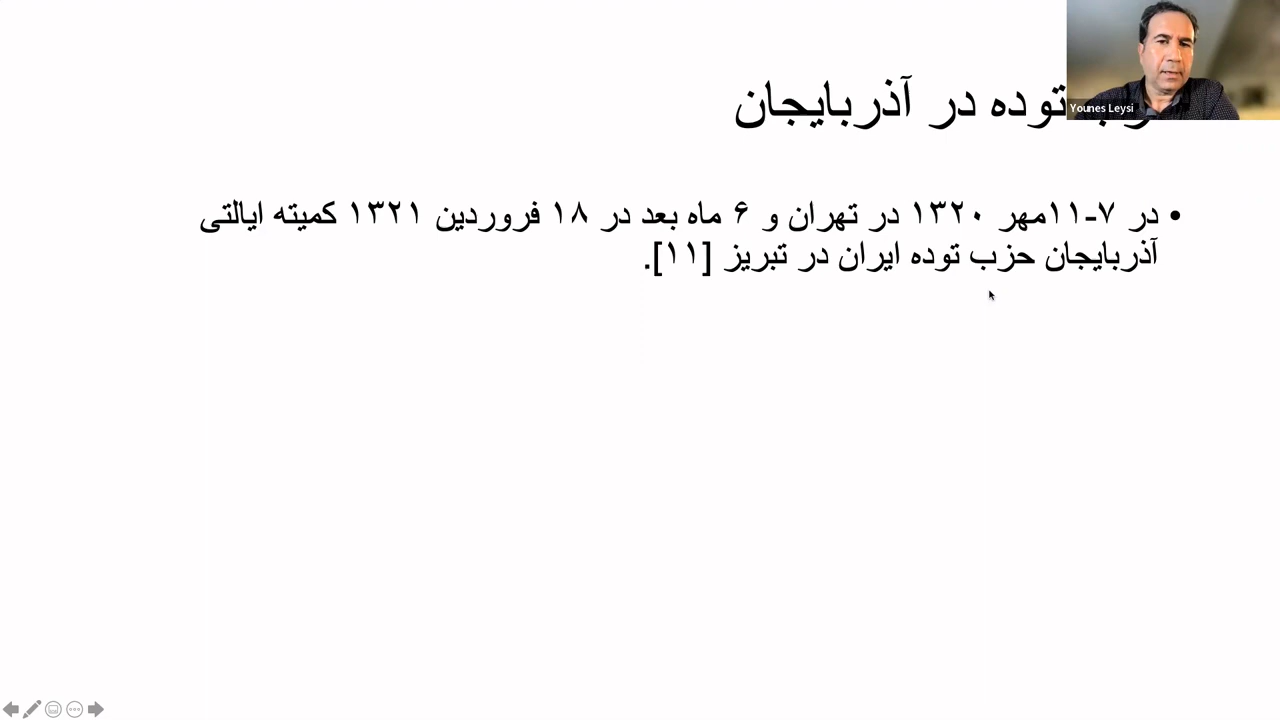 توده در آذربایجان
Younes Leysi
• در ۷-۱۱مهر ۱۳۲۰ در تهران و ۶ ماه بعد در ۱۸ فروردین ۱۳۲۱ کمیته ایالتی
آذربایجان حزب توده ایران در تبریز [۱۱].